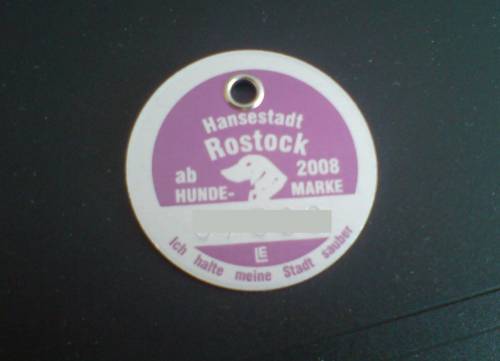 Hansestadt
Rostock
ab 2008
HUNDE- MARKE
LE
Ich halte meine Stadt sauber